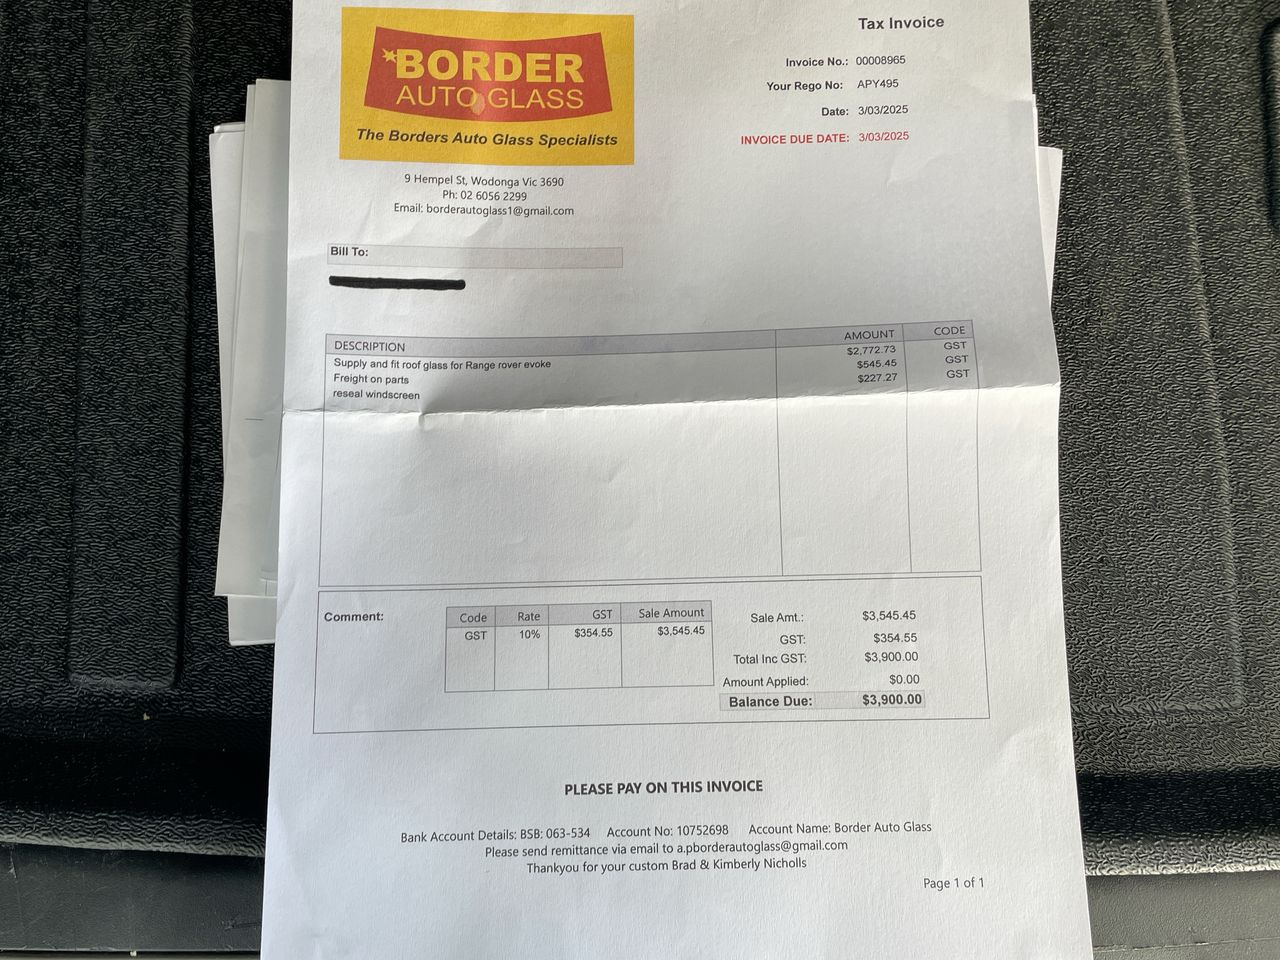 Tax Invoice
BORDER
AUTO GLASS
The Borders Auto Glass Specialists
Invoice No.: 00008965
Your Rego No: APY495
Date: 3/03/2025
INVOICE DUE DATE: 3/03/2025
9 Hempel St, Wodonga Vic 3690
Ph: 02 6056 2299
Email: borderautoglass1@gmail.com
Bill To:
DESCRIPTION AMOUNT CODE
Supply and fit roof glass for Range rover evoke $2,772.73 GST
Freight on parts $545.45 GST
reseal windscreen $227.27 GST
Comment:
Code Rate GST Sale Amount
GST 10% $354.55 $3,545.45
Sale Amt.: $3,545.45
GST: $354.55
Total Inc GST: $3,900.00
Amount Applied: $0.00
Balance Due: $3,900.00
PLEASE PAY ON THIS INVOICE
Bank Account Details: BSB: 063-534 Account No: 10752698 Account Name: Border Auto Glass
Please send remittance via email to a.pborderautoglass@gmail.com
Thankyou for your custom Brad & Kimberly Nicholls
Page 1 of 1